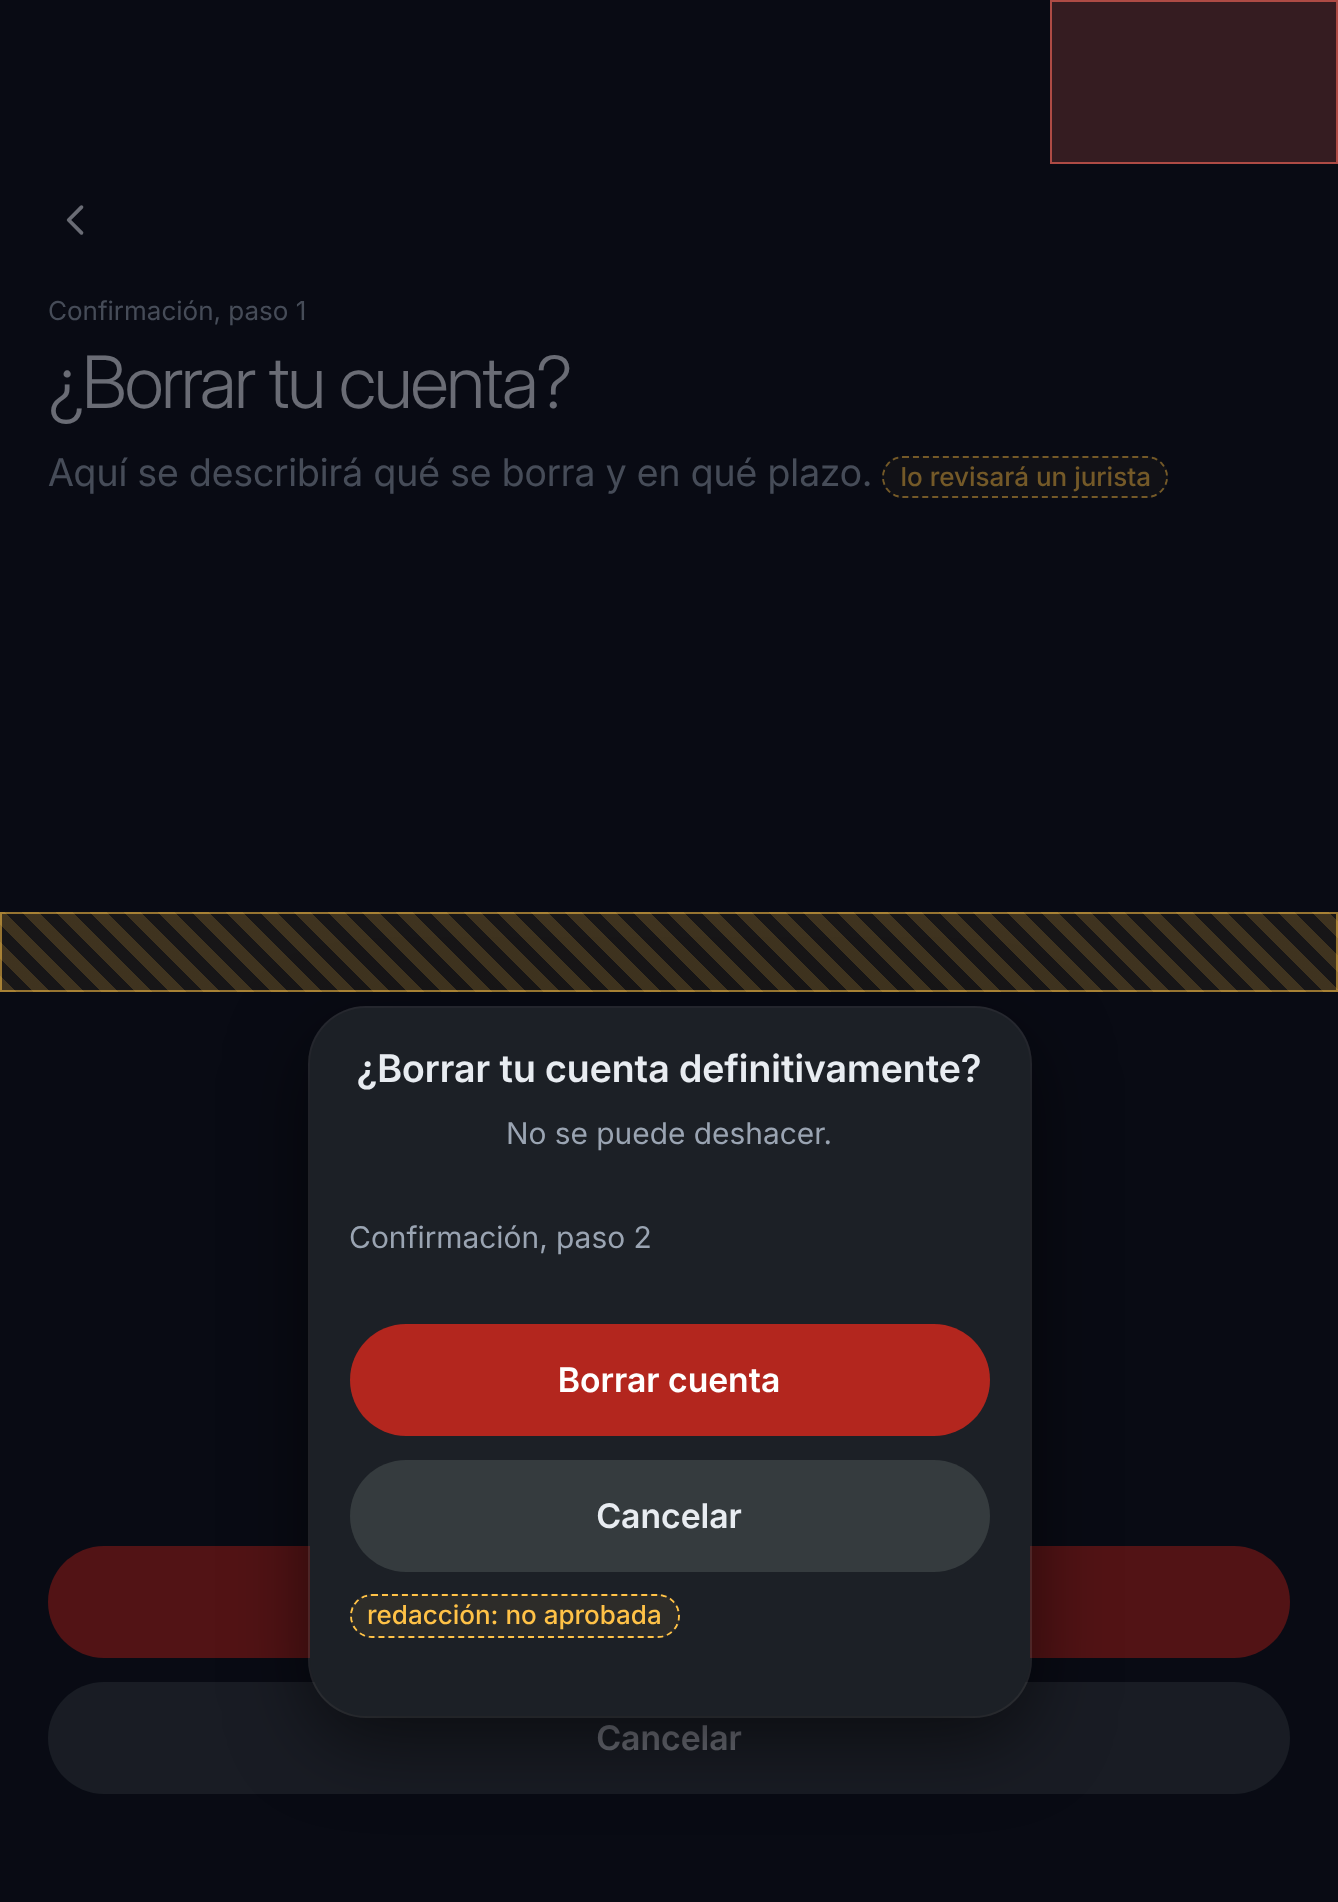 Confirmación, paso 1
¿Borrar tu cuenta?
Aquí se describirá qué se borra y en qué plazo. lo revisará un jurista
¿Borrar tu cuenta definitivamente?
No se puede deshacer.
Confirmación, paso 2
Borrar cuenta
Cancelar
redacción: no aprobada
Cancelar